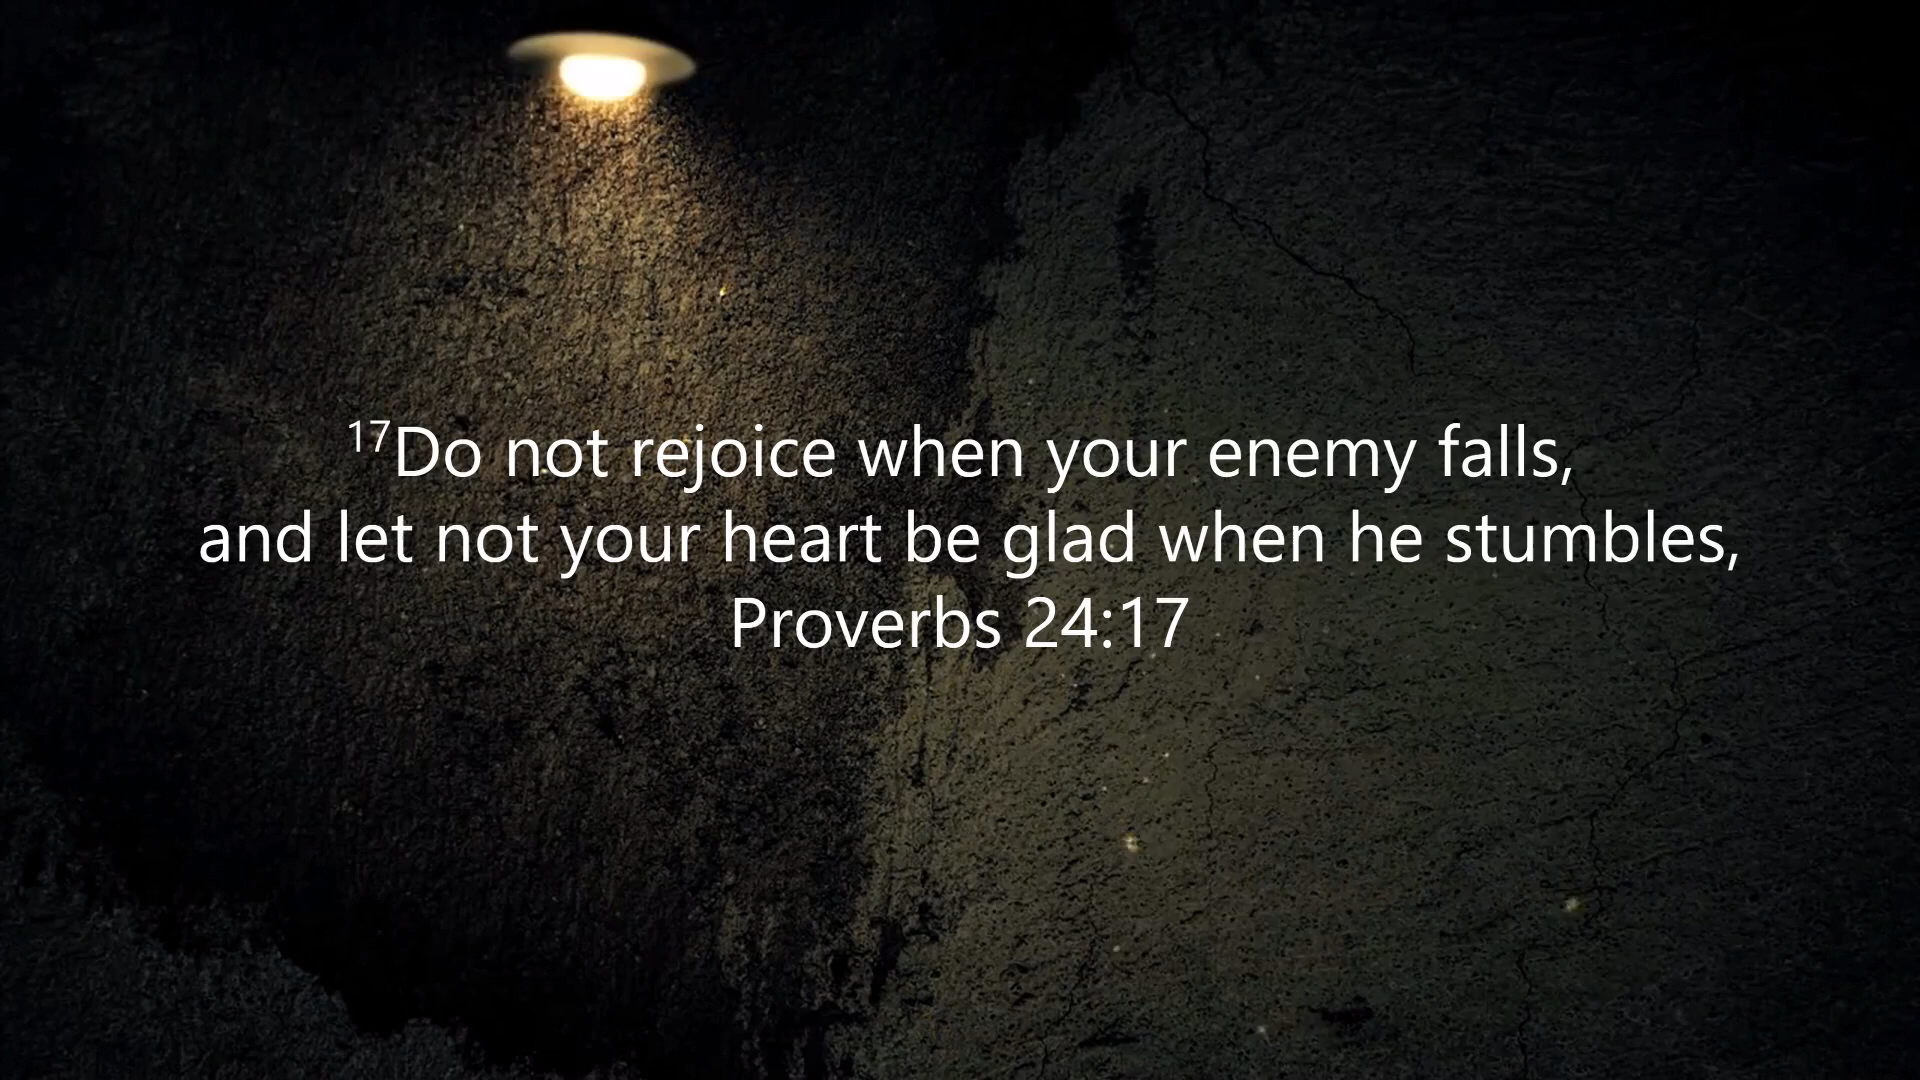 17Do not rejoice when your enemy falls,
and let not your heart be glad when he stumbles,
Proverbs 24:17